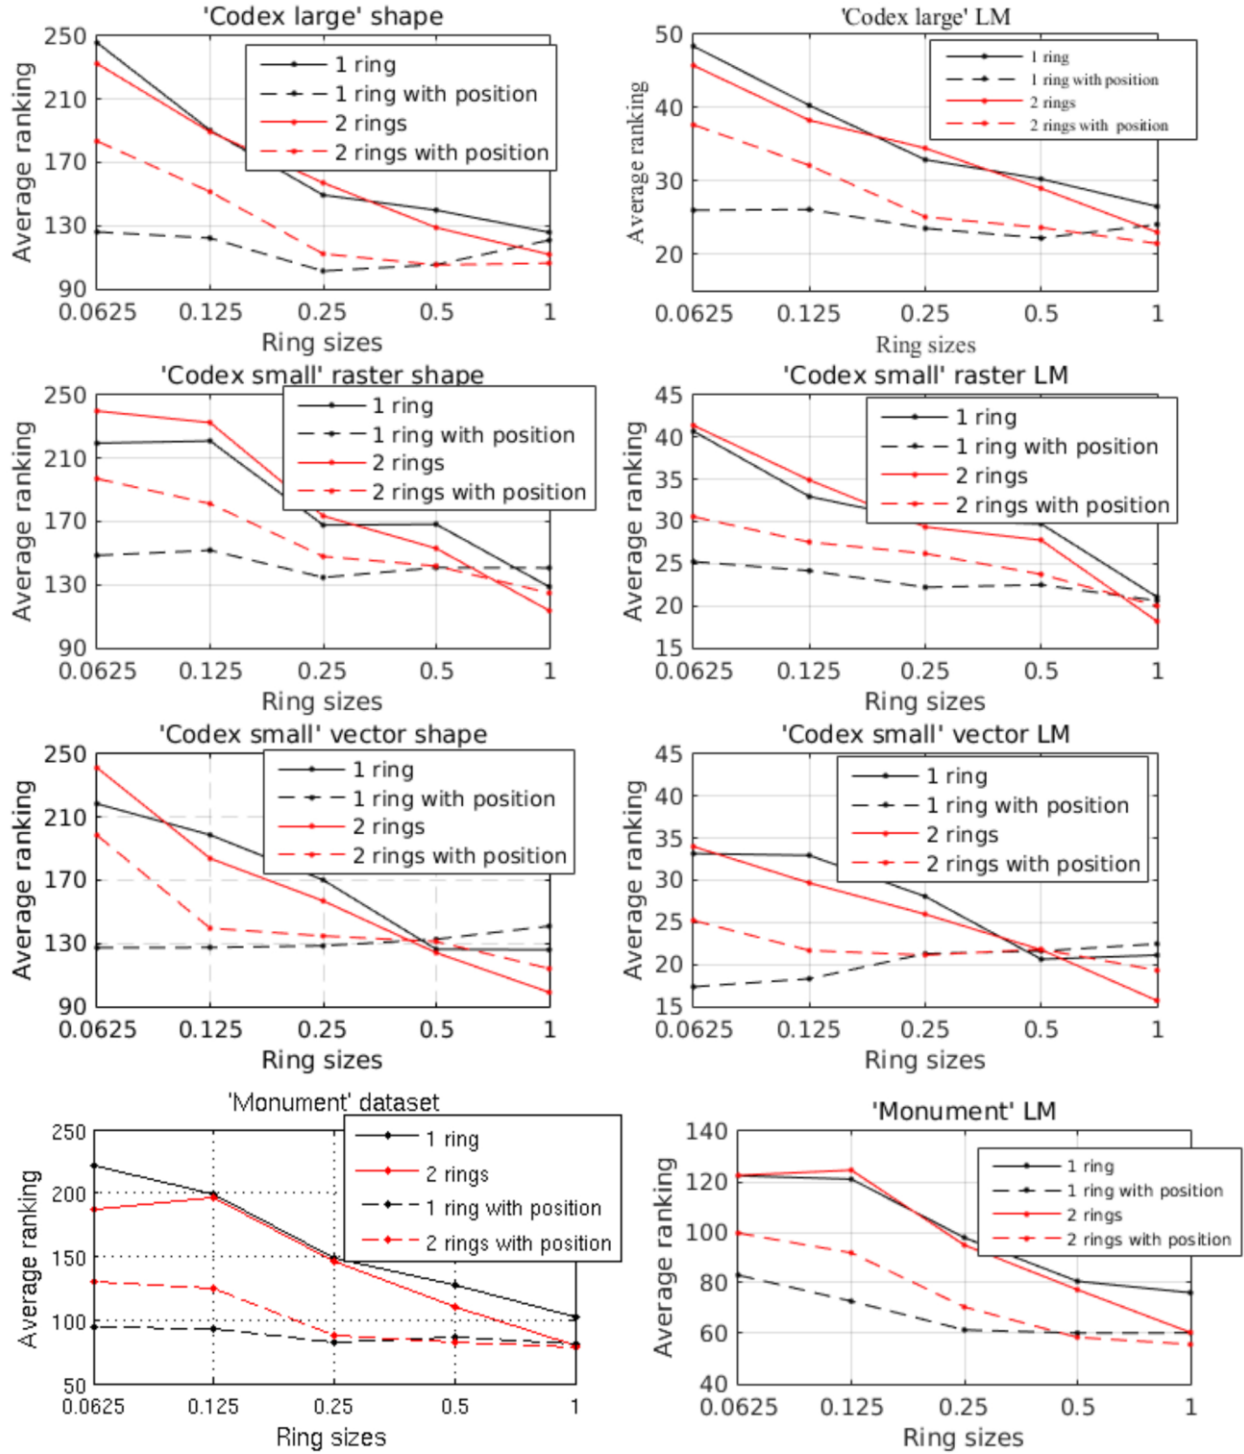 'Codex large' shape
250
210
170
130
90
Average ranking
1 ring
1 ring with position
2 rings
2 rings with position
0.0625 0.125 0.25 0.5 1
Ring sizes
'Codex large' LM
50
40
30
20
Average ranking
1 ring
1 ring with position
2 rings
2 rings with position
0.0625 0.125 0.25 0.5 1
Ring sizes
'Codex small' raster shape
250
210
170
130
90
Average ranking
1 ring
1 ring with position
2 rings
2 rings with position
0.0625 0.125 0.25 0.5 1
Ring sizes
'Codex small' raster LM
45
40
35
30
25
20
15
Average ranking
1 ring
1 ring with position
2 rings
2 rings with position
0.0625 0.125 0.25 0.5 1
Ring sizes
'Codex small' vector shape
250
210
170
130
90
Average ranking
1 ring
1 ring with position
2 rings
2 rings with position
0.0625 0.125 0.25 0.5 1
Ring sizes
'Codex small' vector LM
45
40
35
30
25
20
15
Average ranking
1 ring
1 ring with position
2 rings
2 rings with position
0.0625 0.125 0.25 0.5 1
Ring sizes
'Monument' dataset
250
200
150
100
50
Average ranking
1 ring
2 rings
1 ring with position
2 rings with position
0.0625 0.125 0.25 0.5 1
Ring sizes
'Monument' LM
140
120
100
80
60
40
Average ranking
1 ring
1 ring with position
2 rings
2 rings with position
0.0625 0.125 0.25 0.5 1
Ring sizes